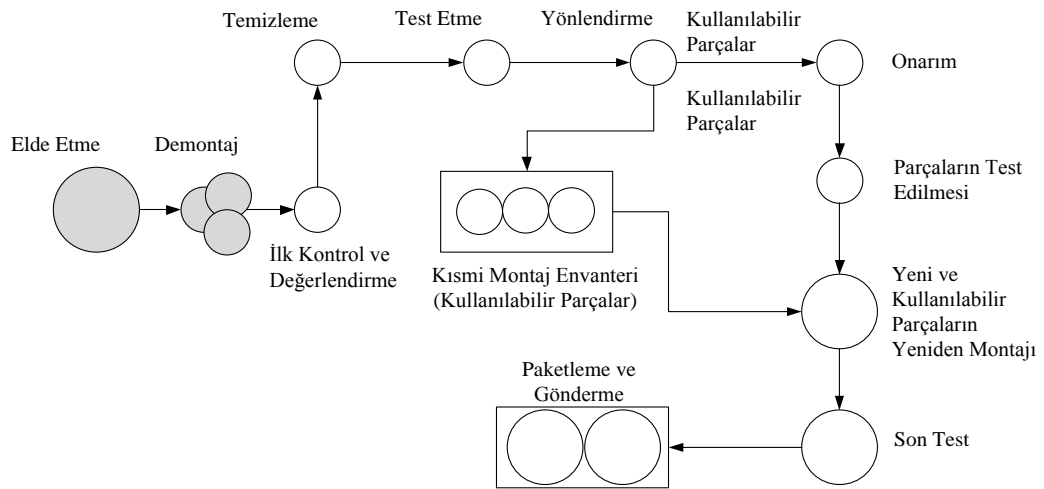 Temizleme
Test Etme
Yönlendirme
Kullanılabilir
Parçalar
Onarım
Kullanılabilir
Parçalar
Elde Etme
Demontaj
Parçaların Test
Edilmesi
İlk Kontrol ve
Değerlendirme
Kısmi Montaj Envanteri
(Kullanılabilir Parçalar)
Yeni ve
Kullanılabilir
Parçaların
Yeniden Montajı
Paketleme ve
Gönderme
Son Test